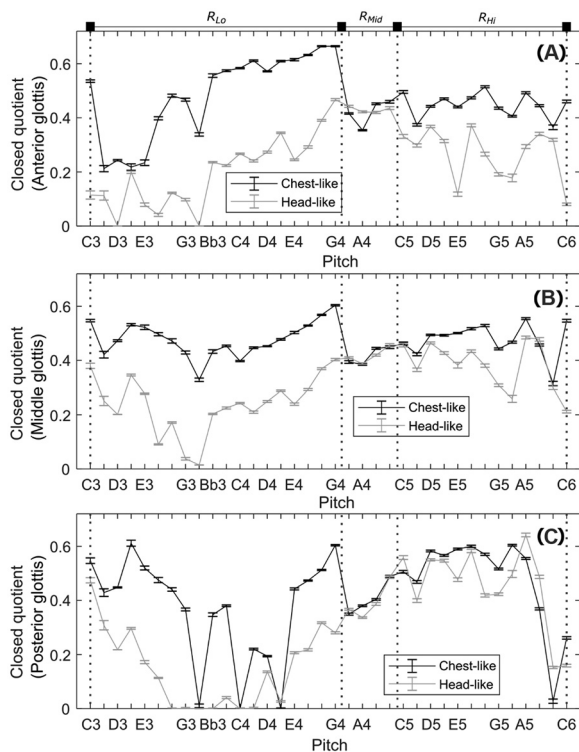 R_Lo R_Mid R_Hi
(A)
Closed quotient
(Anterior glottis)
0.6
0.4
0.2
0
Chest-like
Head-like
C3 D3 E3 G3 Bb3 C4 D4 E4 G4 A4 C5 D5 E5 G5 A5 C6
Pitch
(B)
Closed quotient
(Middle glottis)
0.6
0.4
0.2
0
Chest-like
Head-like
C3 D3 E3 G3 Bb3 C4 D4 E4 G4 A4 C5 D5 E5 G5 A5 C6
Pitch
(C)
Closed quotient
(Posterior glottis)
0.6
0.4
0.2
0
Chest-like
Head-like
C3 D3 E3 G3 Bb3 C4 D4 E4 G4 A4 C5 D5 E5 G5 A5 C6
Pitch